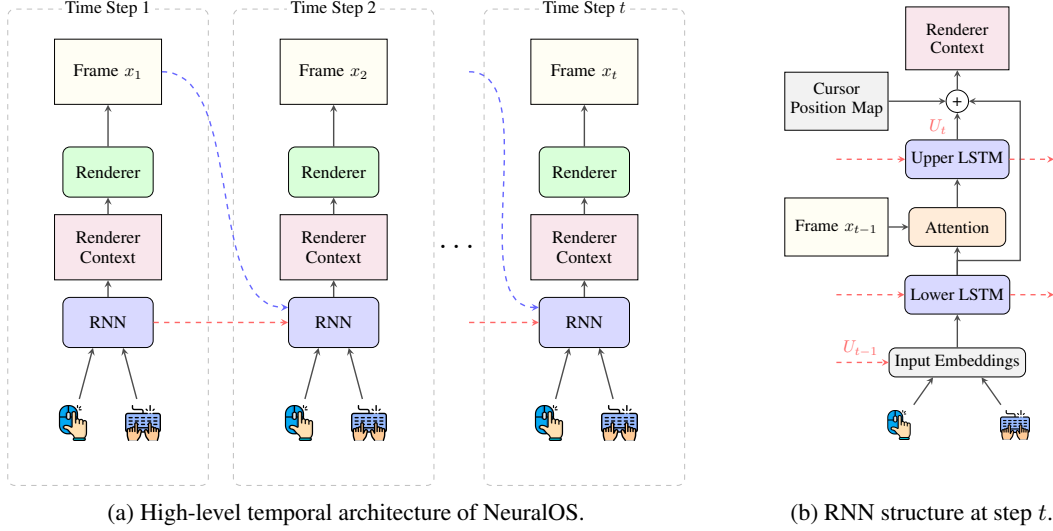 Time Step 1
Time Step 2
Time Step t
Frame x₁
Frame x₂
Frame xₜ
Renderer
Renderer
Renderer
Renderer
Context
Renderer
Context
Renderer
Context
...
RNN
RNN
RNN
(a) High-level temporal architecture of NeuralOS.
Renderer
Context
Cursor
Position Map
+
Uₜ
Upper LSTM
Frame xₜ₋₁
Attention
Lower LSTM
Uₜ₋₁
Input Embeddings
(b) RNN structure at step t.